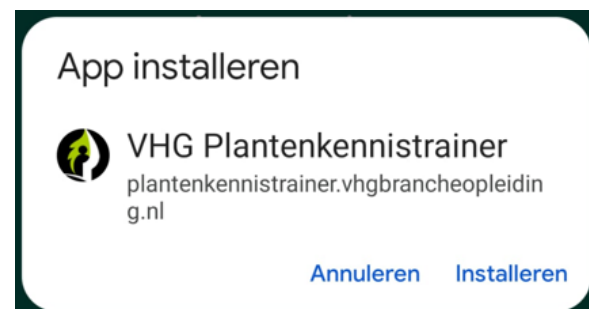 App installeren
VHG Plantenkennistrainer
plantenkennistrainer.vhgbrancheopleidin
g.nl
Annuleren Installeren